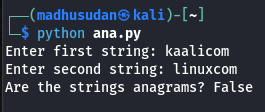 ┌──(madhusudan㉿kali)-[~]
└─$ python ana.py
Enter first string: kaalicom
Enter second string: linuxcom
Are the strings anagrams? False